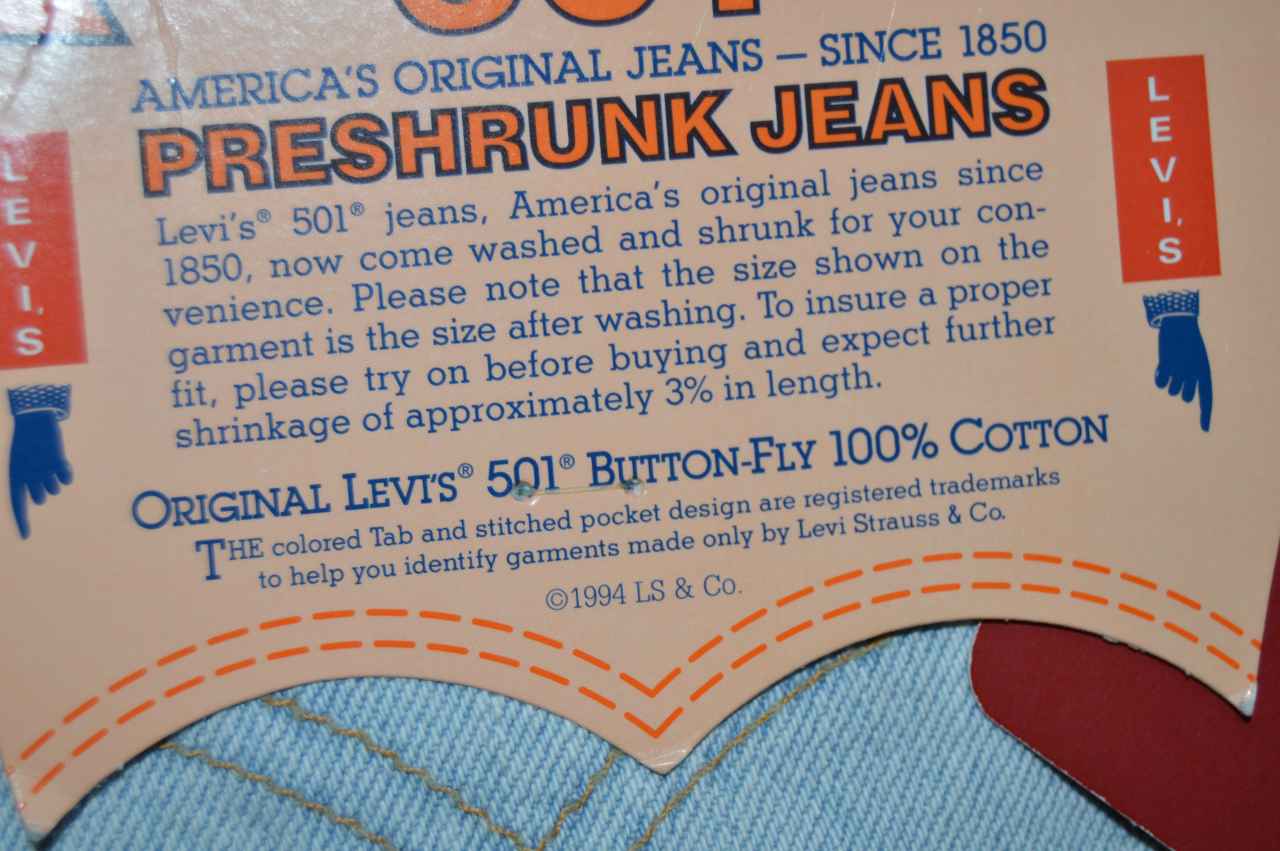 501
AMERICA'S ORIGINAL JEANS – SINCE 1850
PRESHRUNK JEANS
Levi's® 501® jeans, America's original jeans since
1850, now come washed and shrunk for your con-
venience. Please note that the size shown on the
garment is the size after washing. To insure a proper
fit, please try on before buying and expect further
shrinkage of approximately 3% in length.
ORIGINAL LEVI'S® 501® BUTTON-FLY 100% COTTON
THE colored Tab and stitched pocket design are registered trademarks
to help you identify garments made only by Levi Strauss & Co.
©1994 LS & Co.
LEVI'S
LEVI'S